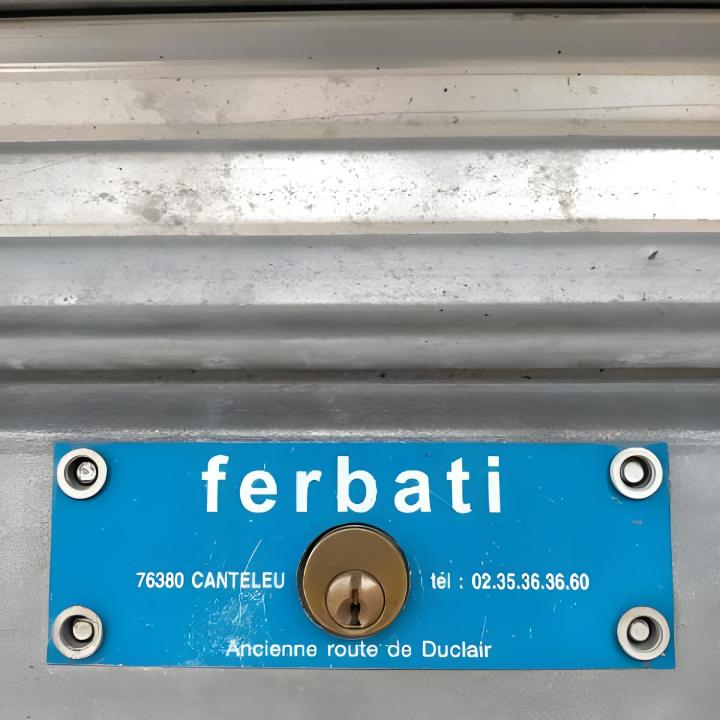 ferbati
76380 CANTELEU tél : 02.35.36.36.60
Ancienne route de Duclair